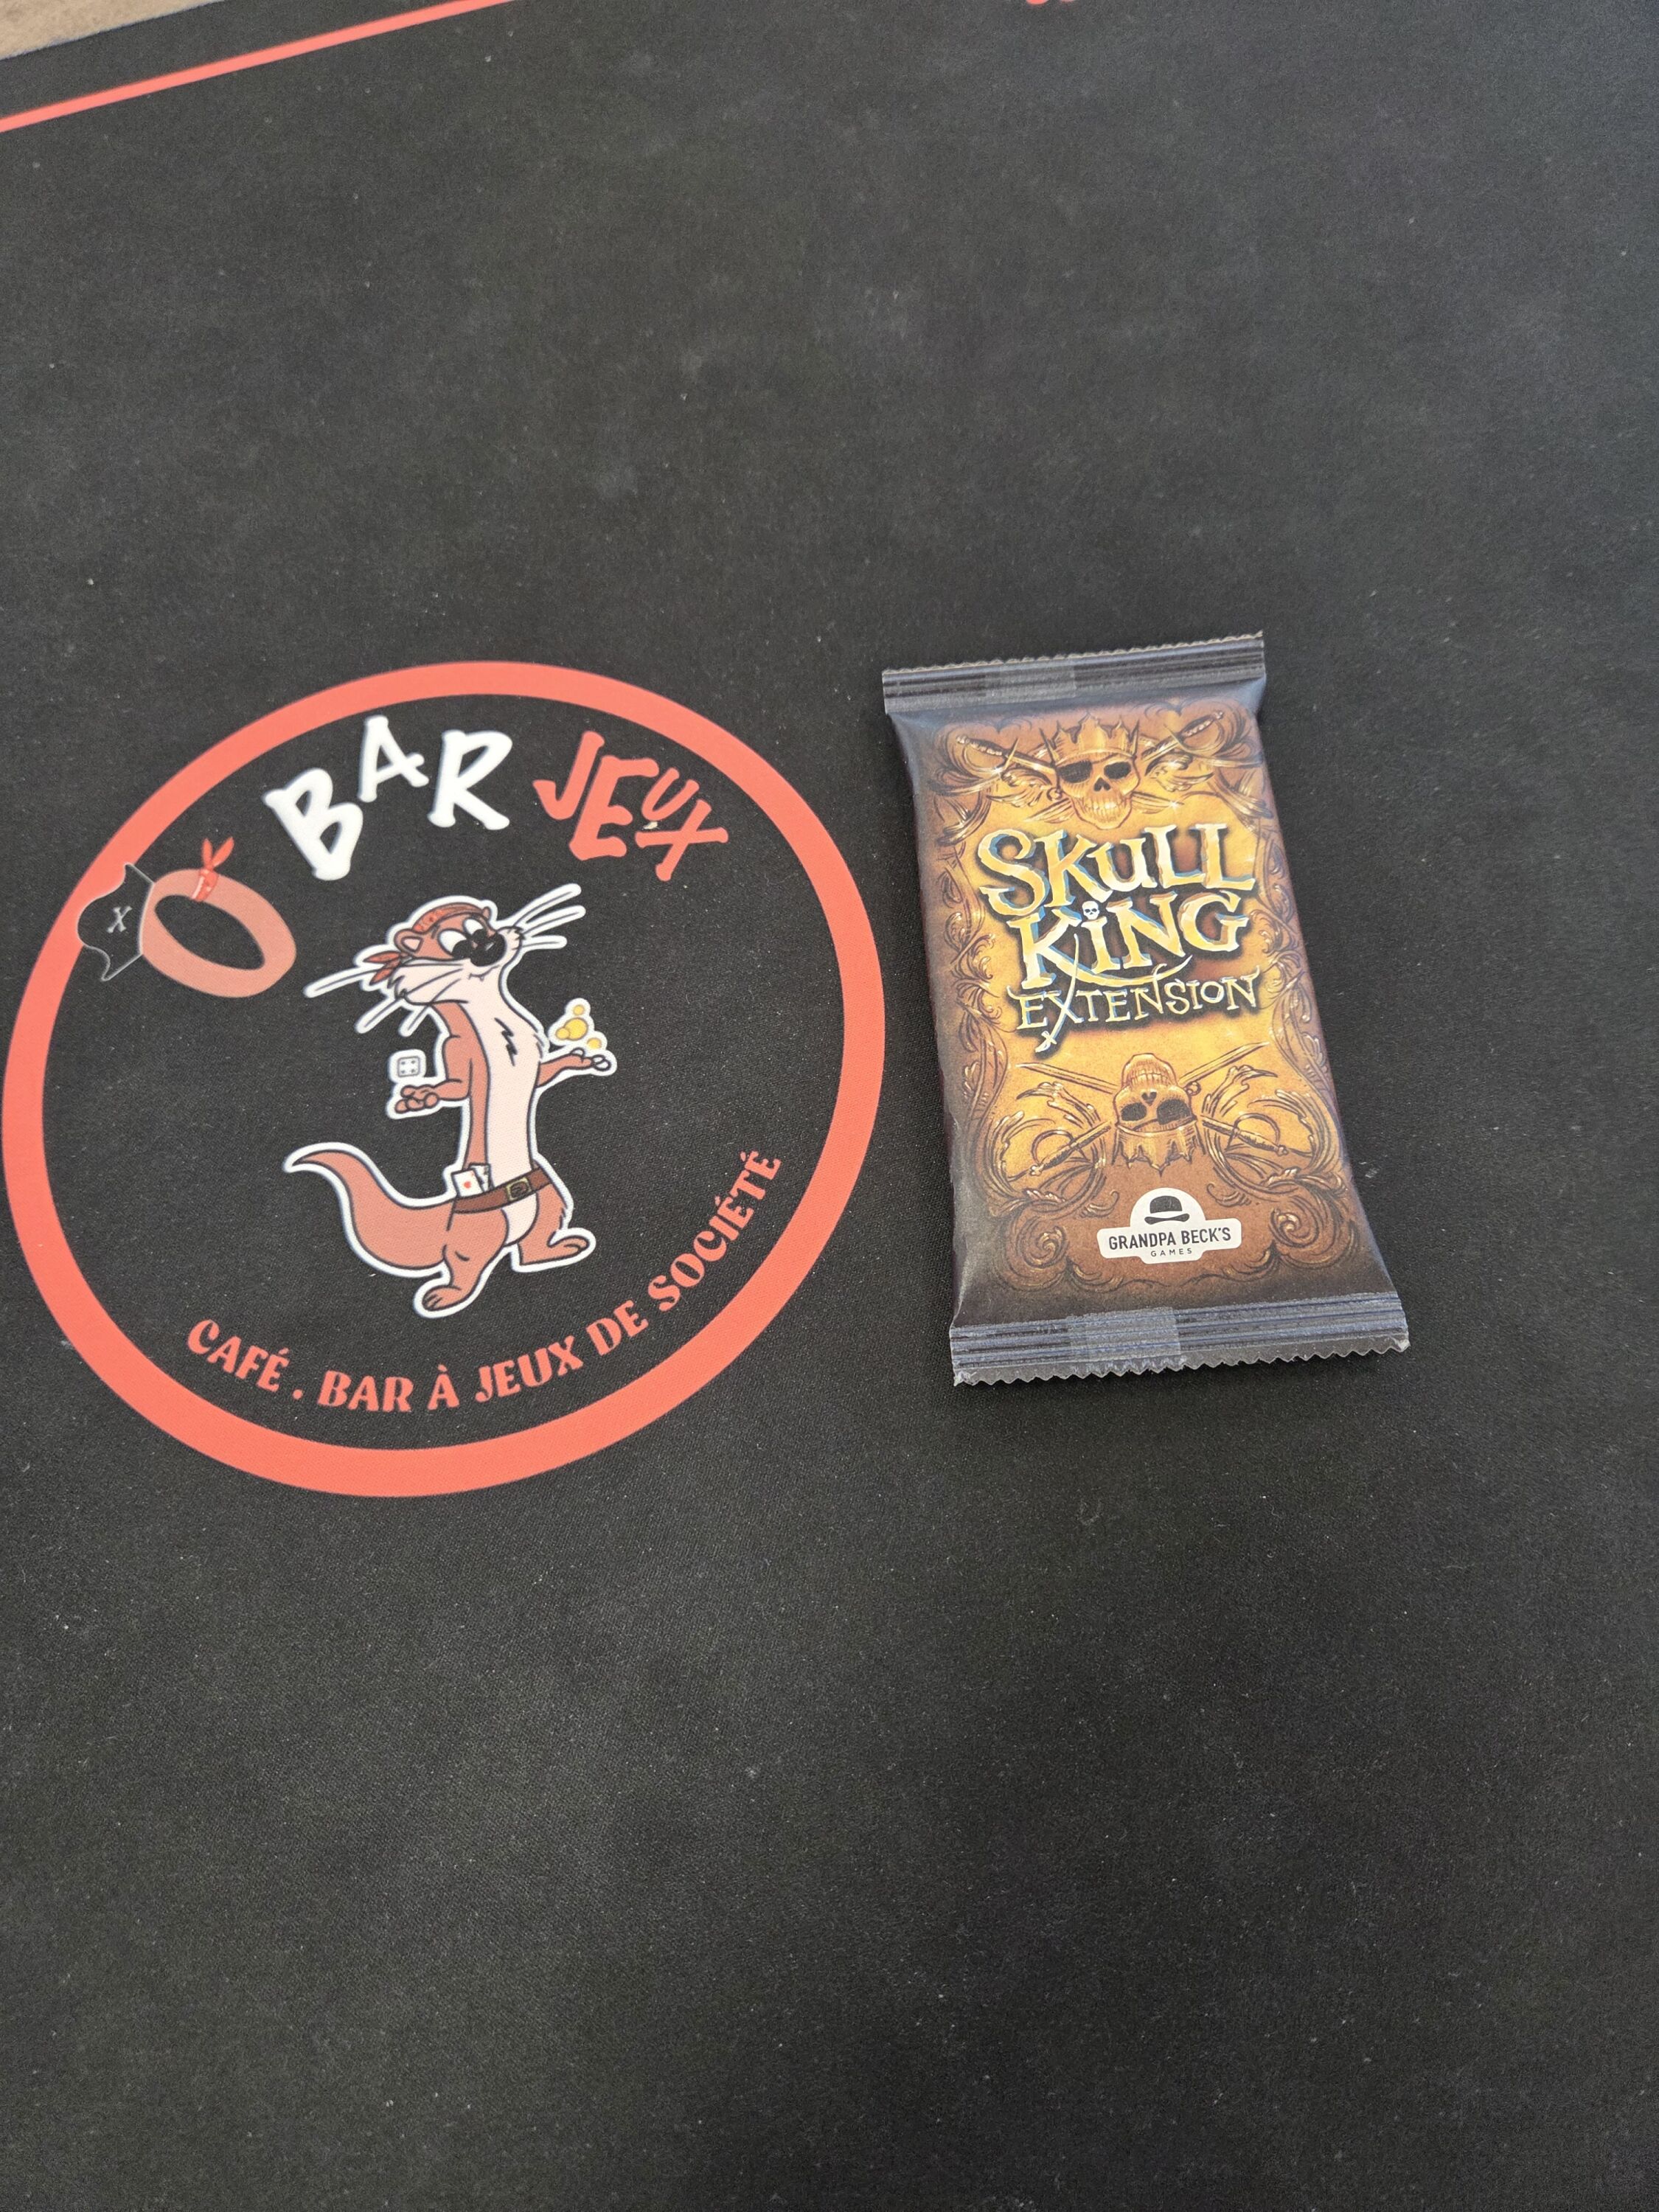 Ô BAR JEUX
CAFÉ . BAR À JEUX DE SOCIÉTÉ
SKULL
KING
EXTENSION
GRANDPA BECK'S
GAMES